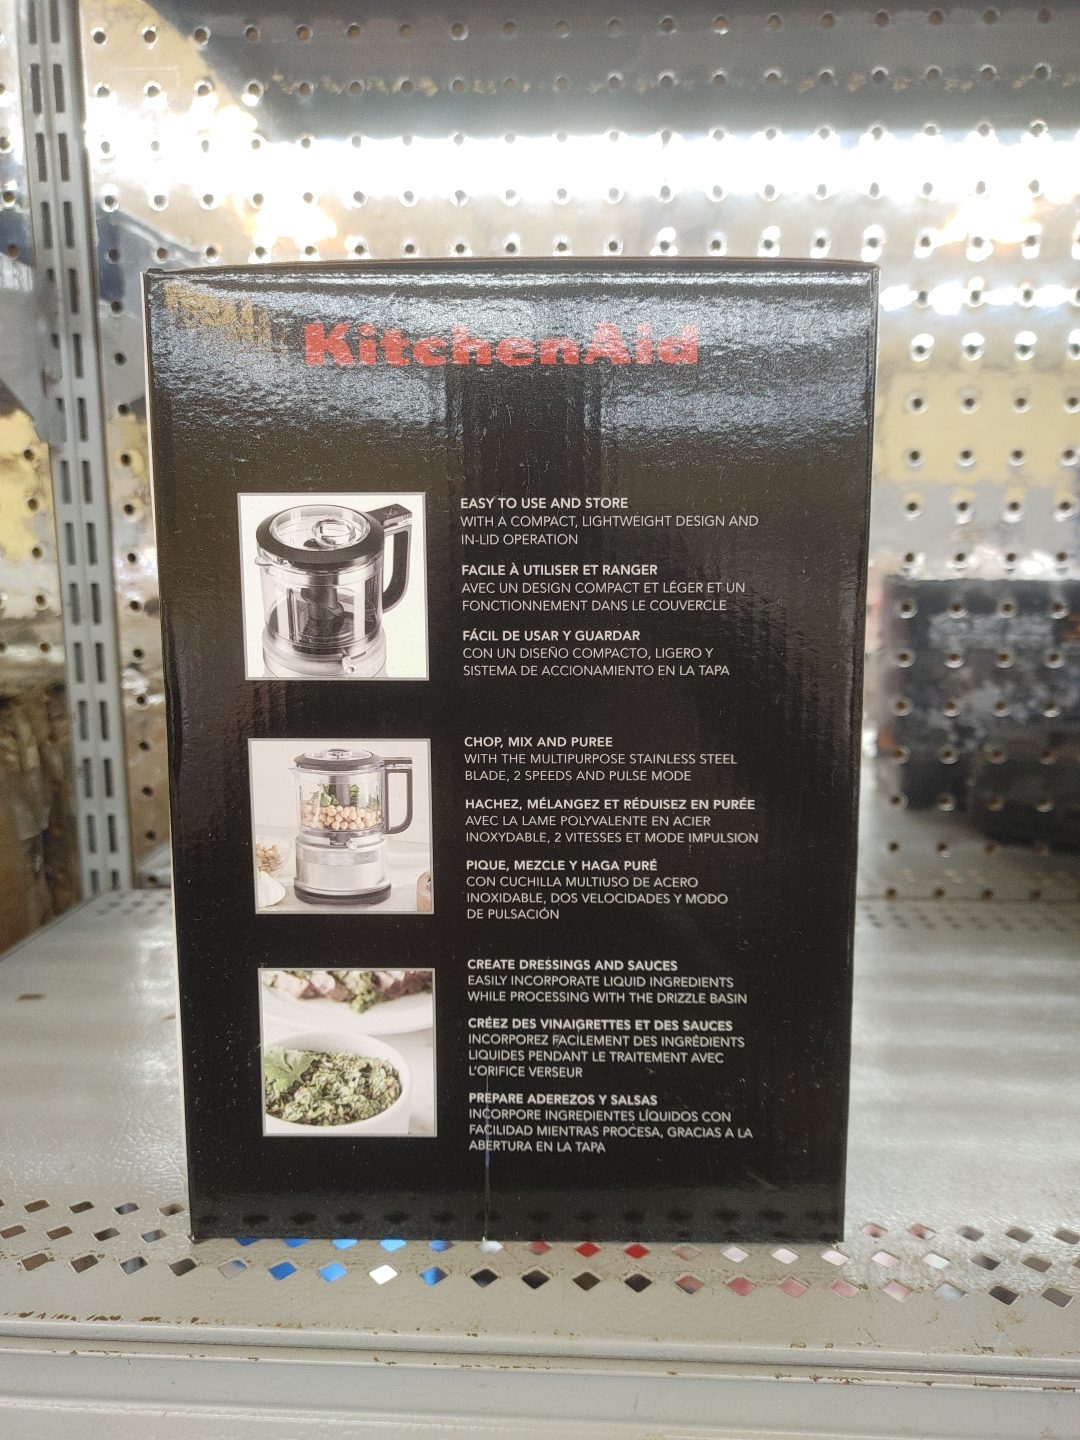 KitchenAid
EASY TO USE AND STORE
WITH A COMPACT, LIGHTWEIGHT DESIGN AND
IN-LID OPERATION
FACILE À UTILISER ET RANGER
AVEC UN DESIGN COMPACT ET LÉGER ET UN
FONCTIONNEMENT DANS LE COUVERCLE
FÁCIL DE USAR Y GUARDAR
CON UN DISEÑO COMPACTO, LIGERO Y
SISTEMA DE ACCIONAMIENTO EN LA TAPA
CHOP, MIX AND PUREE
WITH THE MULTIPURPOSE STAINLESS STEEL
BLADE, 2 SPEEDS AND PULSE MODE
HACHEZ, MÉLANGEZ ET RÉDUISEZ EN PURÉE
AVEC LA LAME POLYVALENTE EN ACIER
INOXYDABLE, 2 VITESSES ET MODE IMPULSION
PIQUE, MEZCLE Y HAGA PURÉ
CON CUCHILLA MULTIUSO DE ACERO
INOXIDABLE, DOS VELOCIDADES Y MODO
DE PULSACIÓN
CREATE DRESSINGS AND SAUCES
EASILY INCORPORATE LIQUID INGREDIENTS
WHILE PROCESSING WITH THE DRIZZLE BASIN
CRÉEZ DES VINAIGRETTES ET DES SAUCES
INCORPOREZ FACILEMENT DES INGRÉDIENTS
LIQUIDES PENDANT LE TRAITEMENT AVEC
L'ORIFICE VERSEUR
PREPARE ADEREZOS Y SALSAS
INCORPORE INGREDIENTES LÍQUIDOS CON
FACILIDAD MIENTRAS PROCESA, GRACIAS A LA
ABERTURA EN LA TAPA